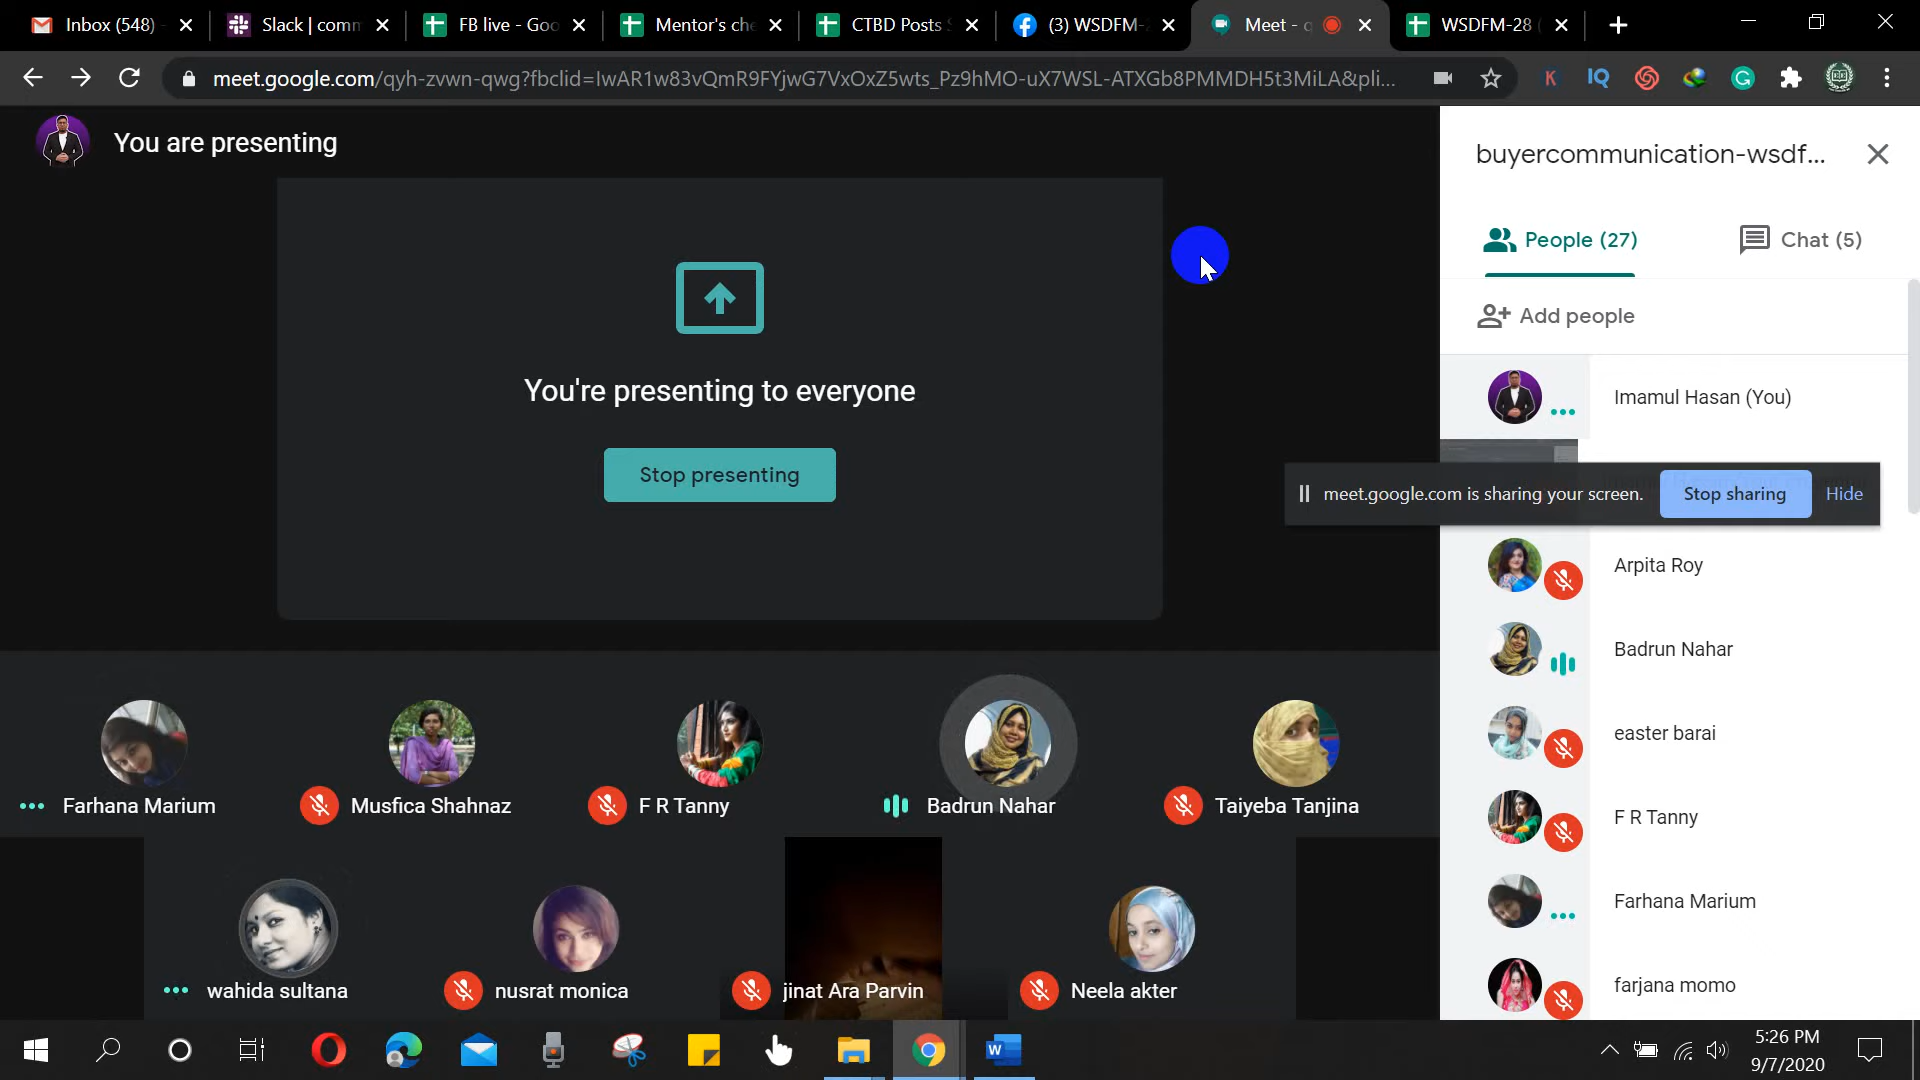 Inbox (548)
Slack | comm
FB live - Goo
Mentor's che
CTBD Posts S
(3) WSDFM-
Meet - q
WSDFM-28 (
meet.google.com/qyh-zvwn-qwg?fbclid=IwAR1w83vQmR9FYjwG7VxOxZ5wts_Pz9hMO-uX7WSL-ATXGb8PMMDH5t3MiLA&pli...
You are presenting
You're presenting to everyone
Stop presenting
buyercommunication-wsdf...
People (27)
Chat (5)
Add people
Imamul Hasan (You)
meet.google.com is sharing your screen.
Stop sharing
Hide
Arpita Roy
Badrun Nahar
easter barai
F R Tanny
Farhana Marium
farjana momo
Farhana Marium
Musfica Shahnaz
F R Tanny
Badrun Nahar
Taiyeba Tanjina
wahida sultana
nusrat monica
jinat Ara Parvin
Neela akter
5:26 PM
9/7/2020